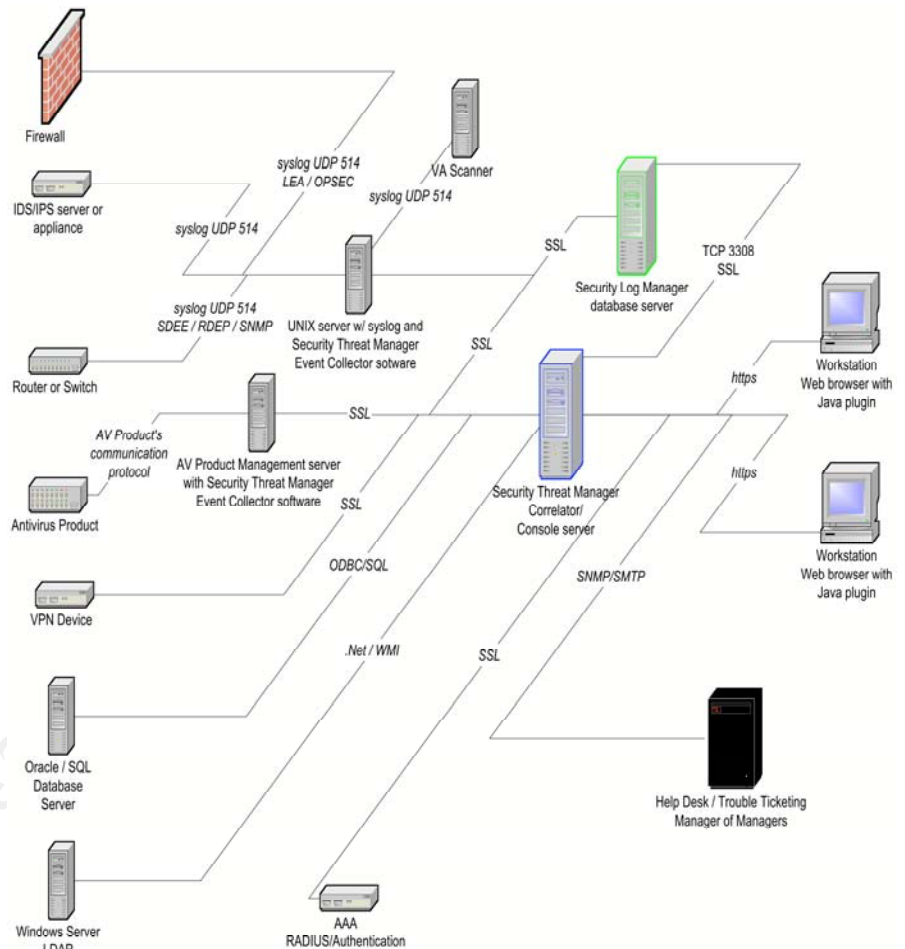 Firewall
syslog UDP 514
LEA / OPSEC
VA Scanner
IDS/IPS server or
appliance
syslog UDP 514
syslog UDP 514
SSL
TCP 3308
SSL
Security Log Manager
database server
syslog UDP 514
SDEE / RDEP / SNMP
UNIX server w/ syslog and
Security Threat Manager
Event Collector sotware
SSL
Workstation
Web browser with
Java plugin
https
Router or Switch
AV Product's
communication
protocol
SSL
AV Product Management server
with Security Threat Manager
Event Collector software
Security Threat Manager
Correlator/
Console server
https
Antivirus Product
SSL
Workstation
Web browser with
Java plugin
ODBC/SQL
SNMP/SMTP
VPN Device
.Net / WMI
SSL
Oracle / SQL
Database
Server
Help Desk / Trouble Ticketing
Manager of Managers
Windows Server
LDAP
AAA
RADIUS/Authentication